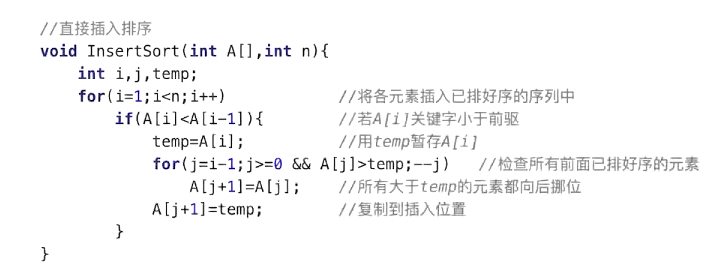 //直接插入排序
void InsertSort(int A[],int n){
    int i,j,temp;
    for(i=1;i<n;i++)            //将各元素插入已排好序的序列中
        if(A[i]<A[i-1]){        //若A[i]关键字小于前驱
            temp=A[i];          //用temp暂存A[i]
            for(j=i-1;j>=0 && A[j]>temp;--j)   //检查所有前面已排好序的元素
                A[j+1]=A[j];    //所有大于temp的元素都向后挪位
            A[j+1]=temp;        //复制到插入位置
        }
}